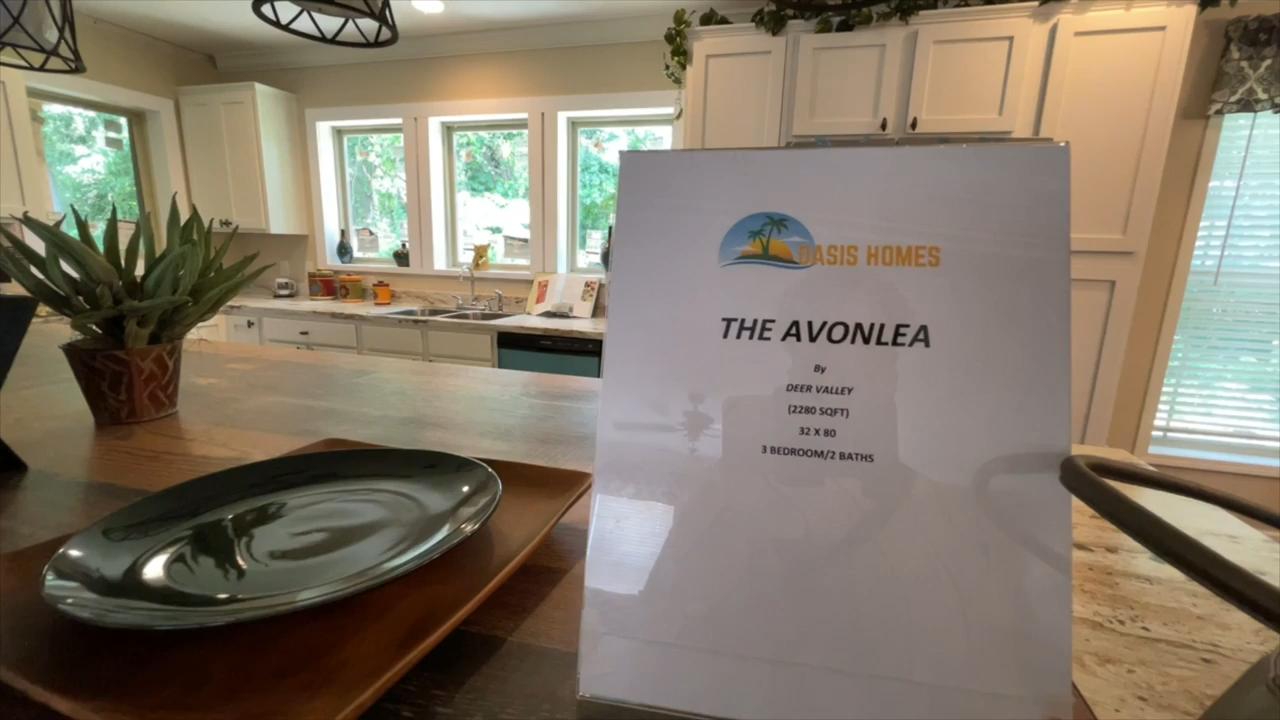 OASIS HOMES
THE AVONLEA
By
DEER VALLEY
(2280 SQFT)
32 X 80
3 BEDROOM/2 BATHS